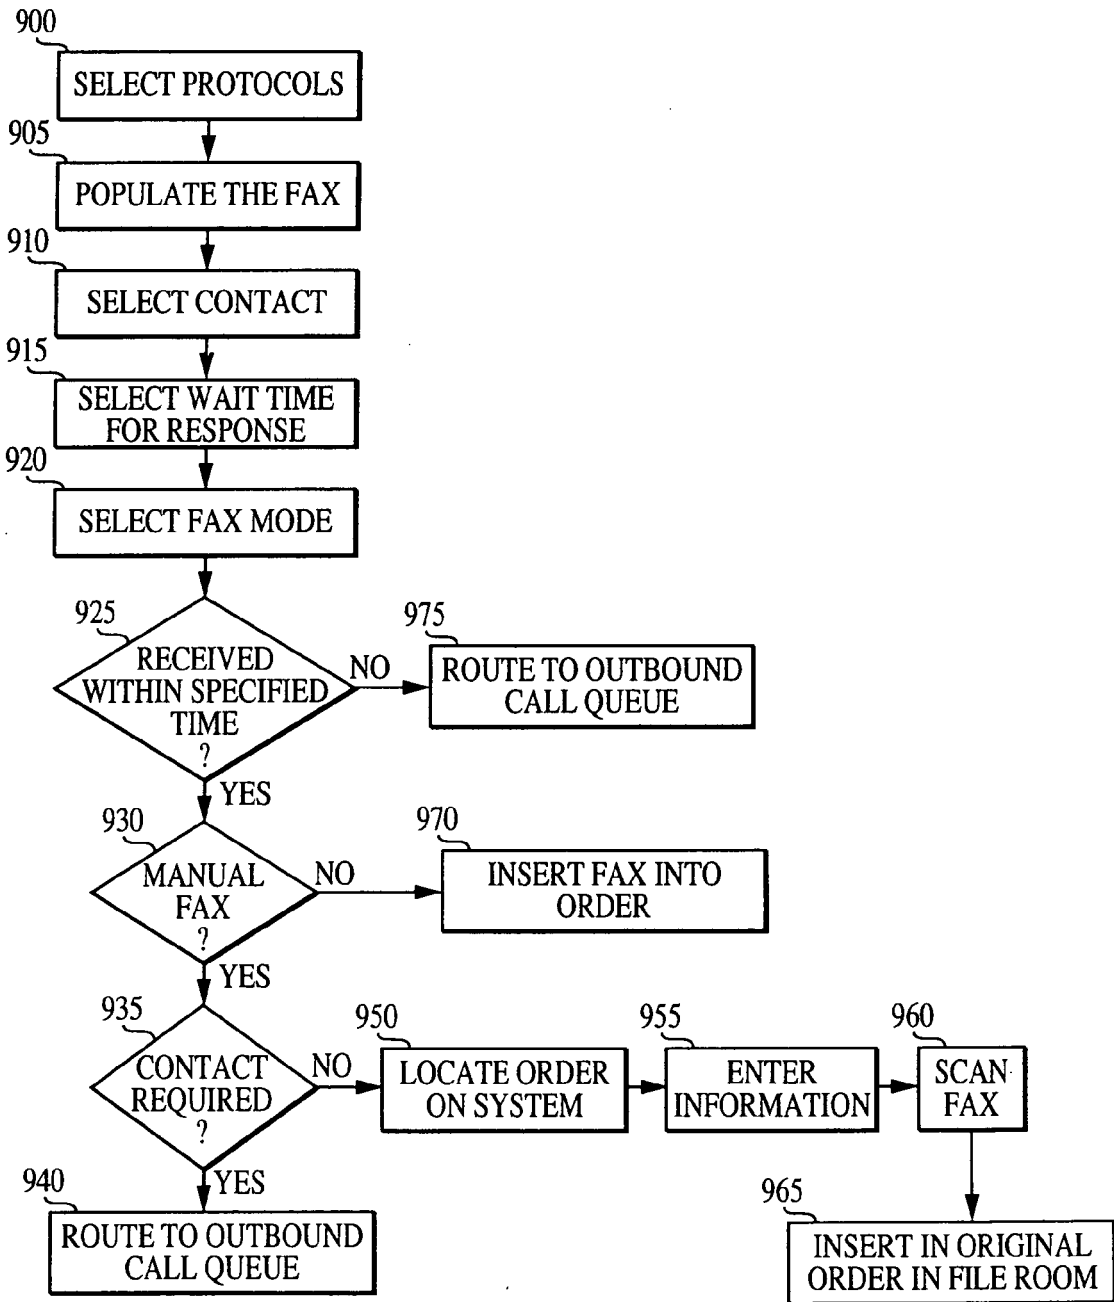 900
SELECT PROTOCOLS
905
POPULATE THE FAX
910
SELECT CONTACT
915
SELECT WAIT TIME
FOR RESPONSE
920
SELECT FAX MODE
925
RECEIVED
WITHIN SPECIFIED
TIME
?
NO
975
ROUTE TO OUTBOUND
CALL QUEUE
YES
930
MANUAL
FAX
?
NO
970
INSERT FAX INTO
ORDER
YES
935
CONTACT
REQUIRED
?
NO
950
LOCATE ORDER
ON SYSTEM
955
ENTER
INFORMATION
960
SCAN
FAX
YES
940
ROUTE TO OUTBOUND
CALL QUEUE
965
INSERT IN ORIGINAL
ORDER IN FILE ROOM